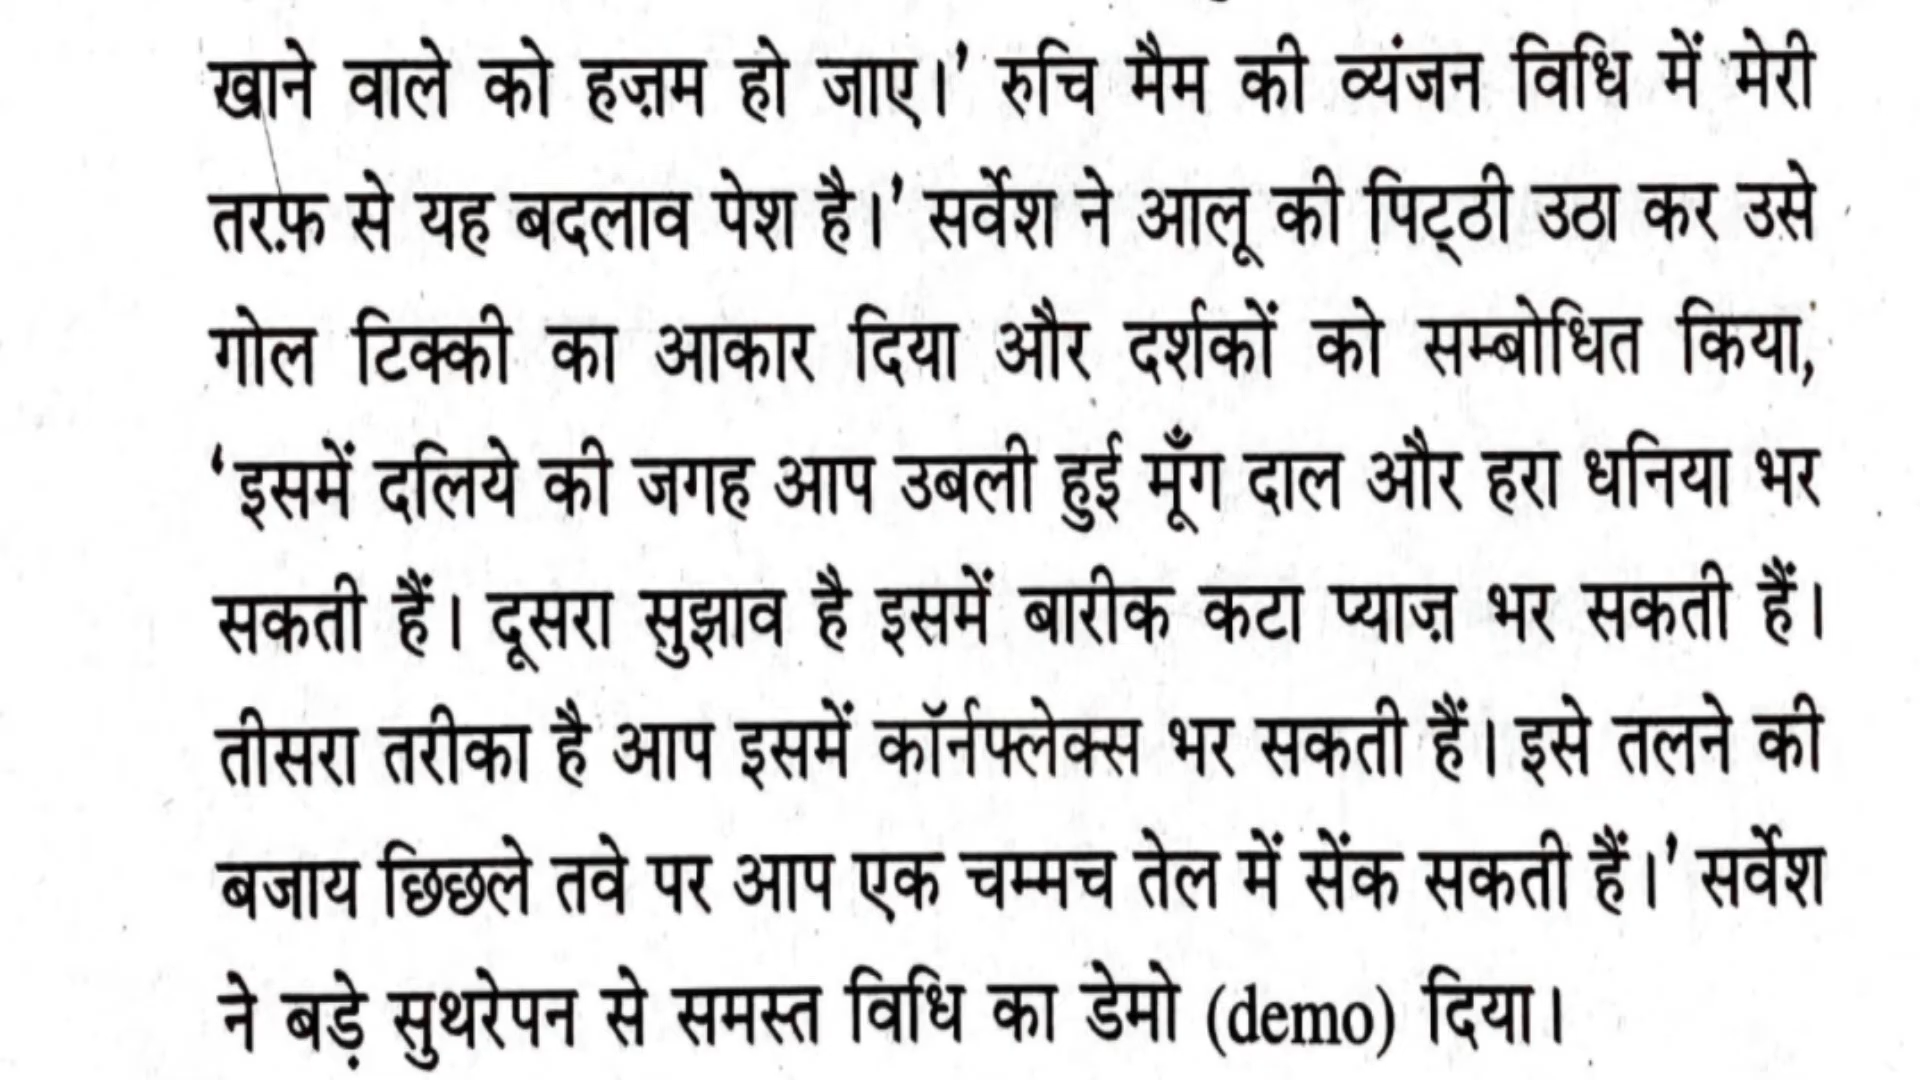 खाने वाले को हज़म हो जाए।’ रुचि मैम की व्यंजन विधि में मेरी
तरफ़ से यह बदलाव पेश है।’ सर्वेश ने आलू की पिट्ठी उठा कर उसे
गोल टिक्की का आकार दिया और दर्शकों को सम्बोधित किया,
‘इसमें दलिये की जगह आप उबली हुई मूँग दाल और हरा धनिया भर
सकती हैं। दूसरा सुझाव है इसमें बारीक कटा प्याज़ भर सकती हैं।
तीसरा तरीका है आप इसमें कॉर्नफ्लेक्स भर सकती हैं। इसे तलने की
बजाय छिछले तवे पर आप एक चम्मच तेल में सेंक सकती हैं।’ सर्वेश
ने बड़े सुथरेपन से समस्त विधि का डेमो (demo) दिया।